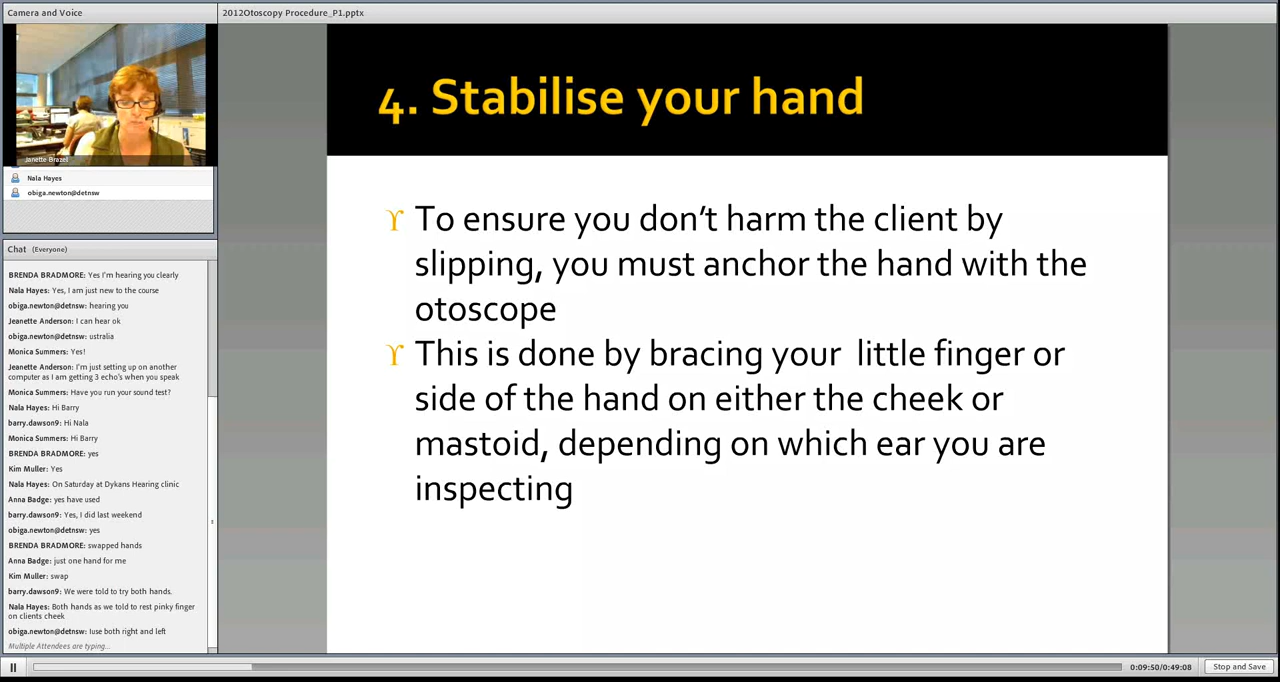 Camera and Voice
2012Otoscopy Procedure_P1.pptx
Janette Brazel
Nala Hayes
obiga.newton@detnsw
Chat (Everyone)
BRENDA BRADMORE: Yes I'm hearing you clearly
Nala Hayes: Yes, I am just new to the course
obiga.newton@detnsw: hearing you
Jeanette Anderson: I can hear ok
obiga.newton@detnsw: ustralia
Monica Summers: Yes!
Jeanette Anderson: I'm just setting up on another
computer as I am getting 3 echo's when you speak
Monica Summers: Have you run your sound test?
Nala Hayes: Hi Barry
barry.dawson9: Hi Nala
Monica Summers: Hi Barry
BRENDA BRADMORE: yes
Kim Muller: Yes
Nala Hayes: On Saturday at Dykans Hearing clinic
Anna Badge: yes have used
barry.dawson9: Yes, I did last weekend
obiga.newton@detnsw: yes
BRENDA BRADMORE: swapped hands
Anna Badge: just one hand for me
Kim Muller: swap
barry.dawson9: We were told to try both hands.
Nala Hayes: Both hands as we told to rest pinky finger
on clients cheek
obiga.newton@detnsw: Iuse both right and left
Multiple Attendees are typing...
4. Stabilise your hand
To ensure you don't harm the client by
slipping, you must anchor the hand with the
otoscope
This is done by bracing your little finger or
side of the hand on either the cheek or
mastoid, depending on which ear you are
inspecting
0:09:50/0:49:08
Stop and Save